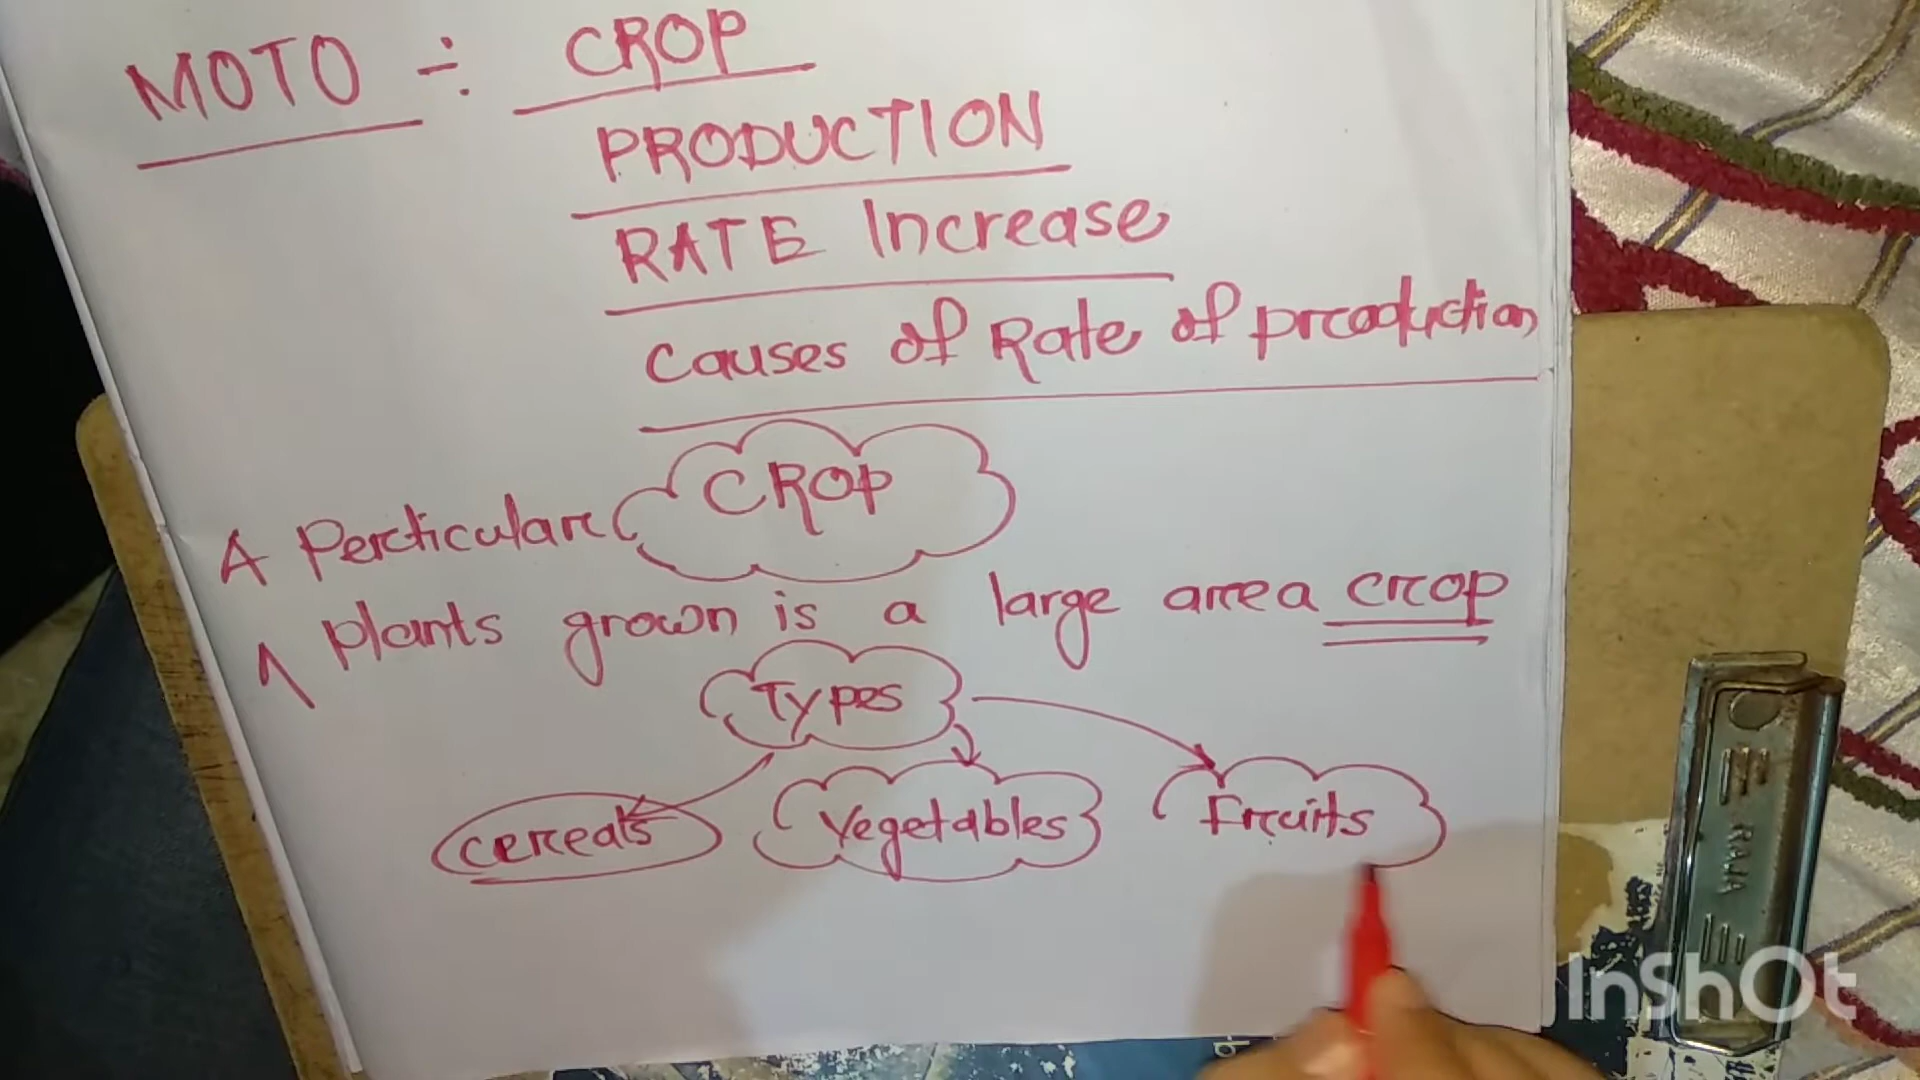 MOTO ÷ CROP
PRODUCTION
RATE Increase
causes of Rate of production
CROP
A Perticular
plants grown is a large area crop
Types
cereals Vegetables Fruits
RAJA
InShOt